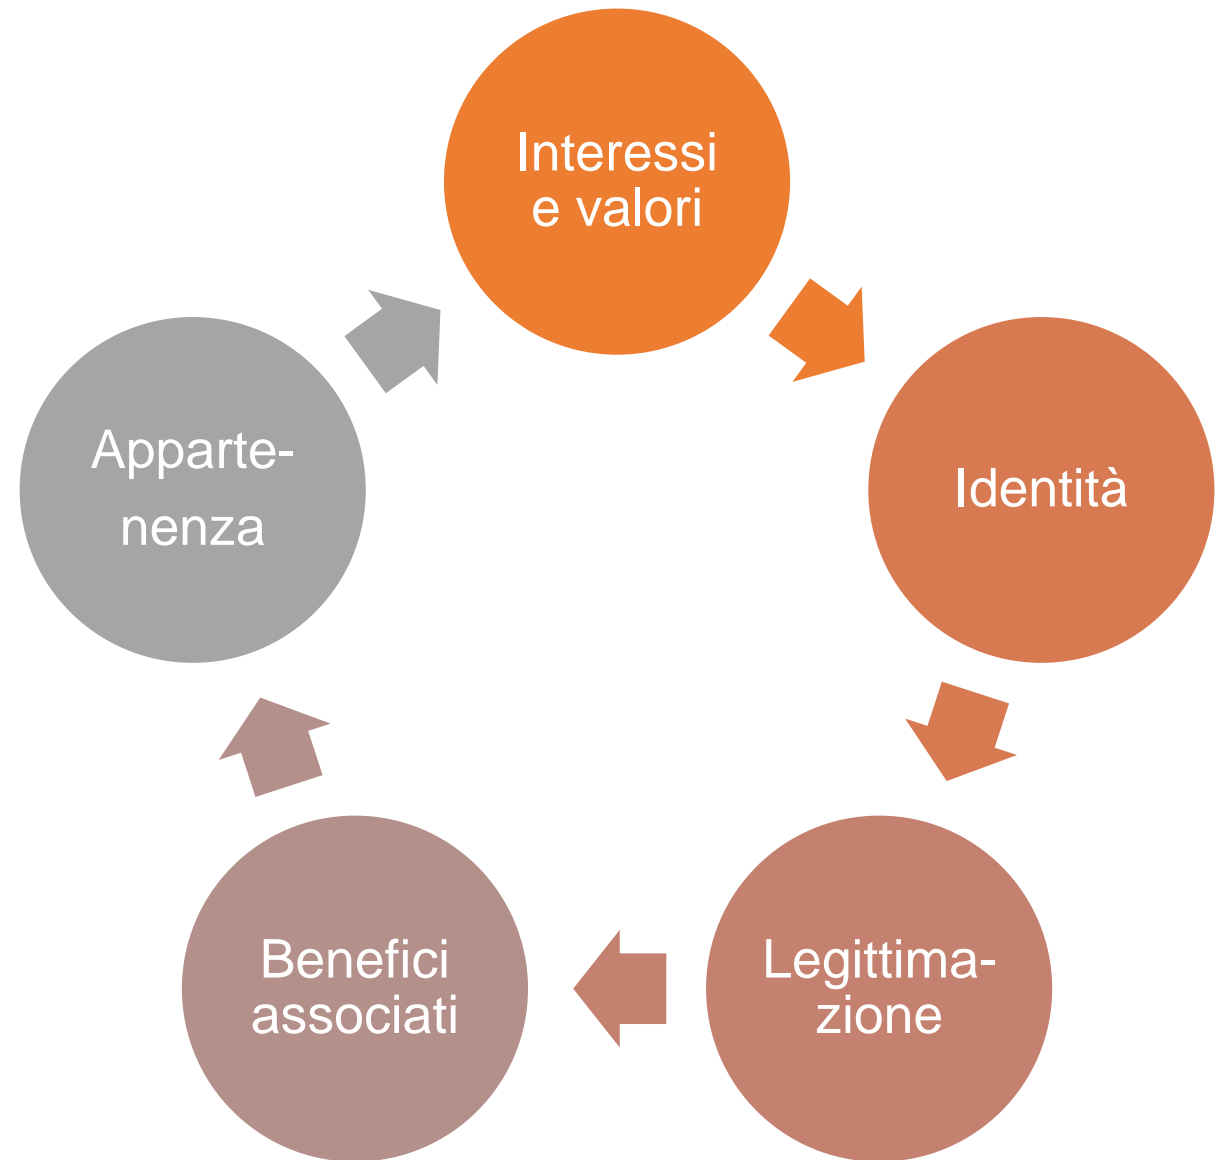 Interessi
e valori
Identità
Legittima-
zione
Benefici
associati
Apparte-
nenza